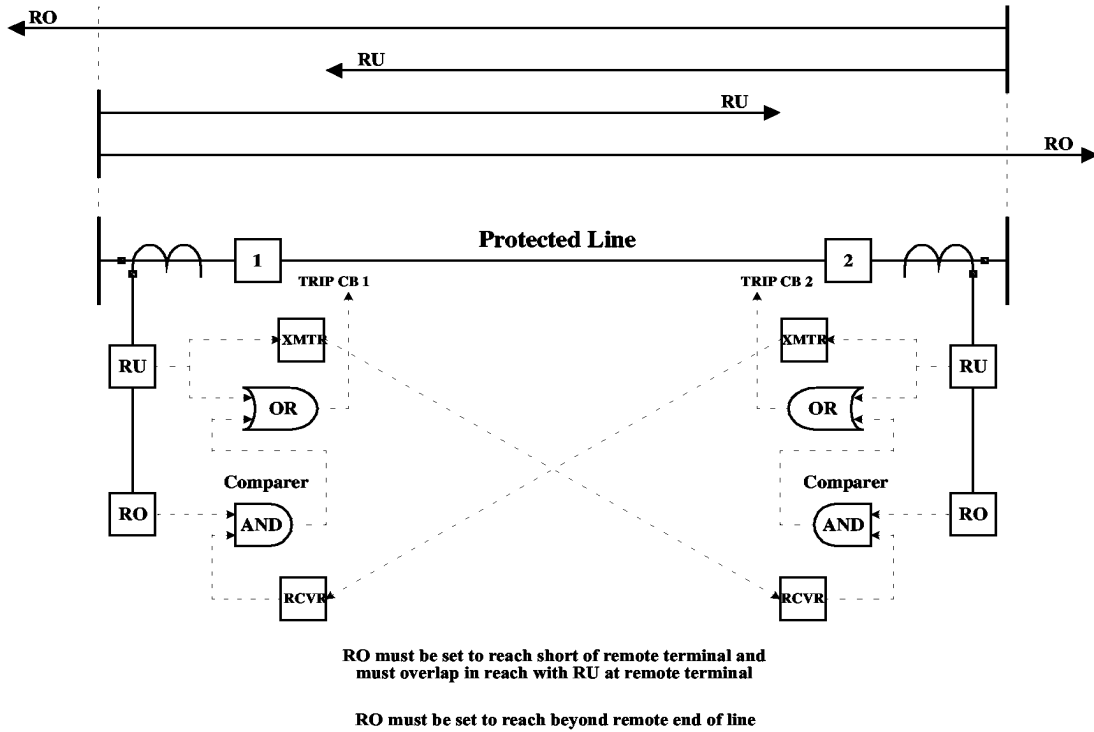 RO
RU
RU
RO
Protected Line
1
2
TRIP CB 1
TRIP CB 2
XMTR
XMTR
RU
RU
OR
OR
Comparer
Comparer
RO
AND
AND
RO
RCVR
RCVR
RO must be set to reach short of remote terminal and
must overlap in reach with RU at remote terminal
RO must be set to reach beyond remote end of line